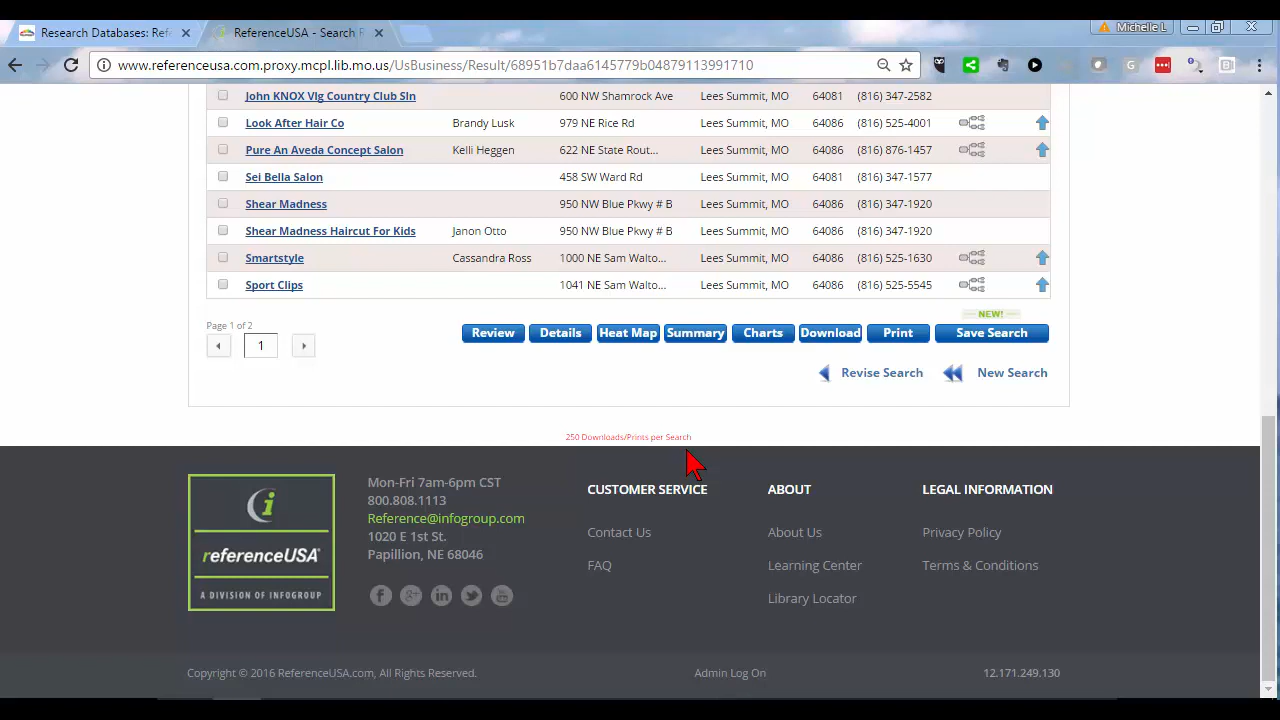 Research Databases: Ref
ReferenceUSA - Search R
Michelle L
www.referenceusa.com.proxy.mcpl.lib.mo.us/UsBusiness/Result/68951b7daa6145779b04879113991710
John KNOX Vlg Country Club Sln 600 NW Shamrock Ave Lees Summit, MO 64081 (816) 347-2582
Look After Hair Co Brandy Lusk 979 NE Rice Rd Lees Summit, MO 64086 (816) 525-4001
Pure An Aveda Concept Salon Kelli Heggen 622 NE State Rout... Lees Summit, MO 64086 (816) 876-1457
Sei Bella Salon 458 SW Ward Rd Lees Summit, MO 64081 (816) 347-1577
Shear Madness 950 NW Blue Pkwy # B Lees Summit, MO 64086 (816) 347-1920
Shear Madness Haircut For Kids Janon Otto 950 NW Blue Pkwy # B Lees Summit, MO 64086 (816) 347-1920
Smartstyle Cassandra Ross 1000 NE Sam Walto... Lees Summit, MO 64086 (816) 525-1630
Sport Clips 1041 NE Sam Walto... Lees Summit, MO 64086 (816) 525-5545
NEW!
Page 1 of 2
1
Review Details Heat Map Summary Charts Download Print Save Search
Revise Search New Search
250 Downloads/Prints per Search
i
referenceUSA®
A DIVISION OF INFOGROUP
Mon-Fri 7am-6pm CST
800.808.1113
Reference@infogroup.com
1020 E 1st St.
Papillion, NE 68046
CUSTOMER SERVICE
Contact Us
FAQ
ABOUT
About Us
Learning Center
Library Locator
LEGAL INFORMATION
Privacy Policy
Terms & Conditions
Copyright © 2016 ReferenceUSA.com, All Rights Reserved.
Admin Log On
12.171.249.130